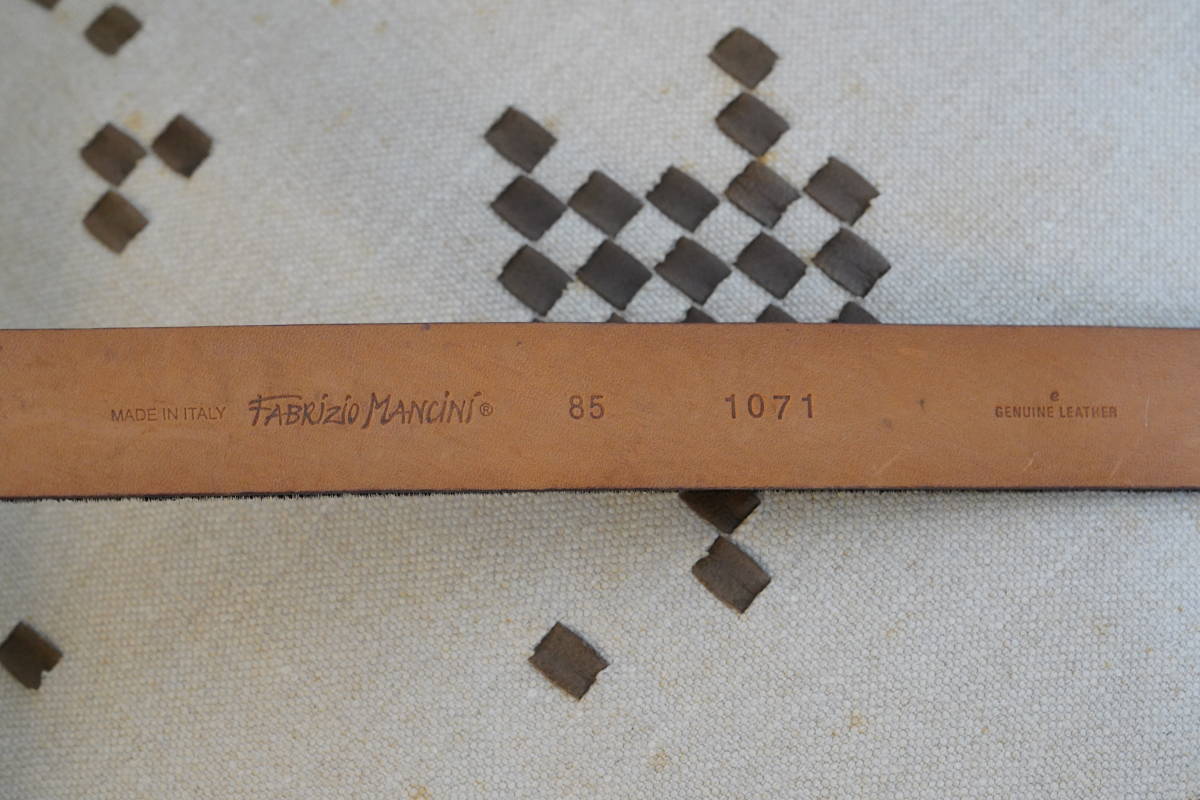 MADE IN ITALY FABRIZIO MANCINI® 85 1071 e
GENUINE LEATHER